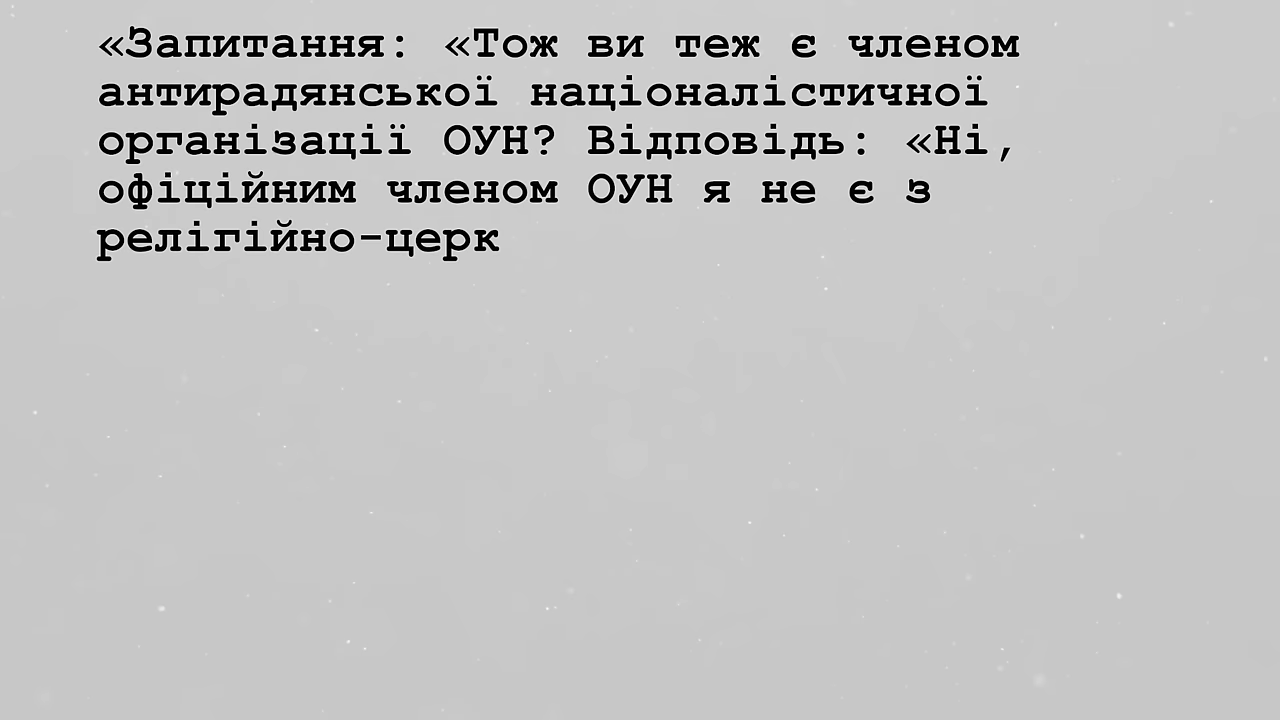 «Запитання: «Тож ви теж є членом
антирадянської націоналістичної
організації ОУН? Відповідь: «Ні,
офіційним членом ОУН я не є з
релігійно-церк